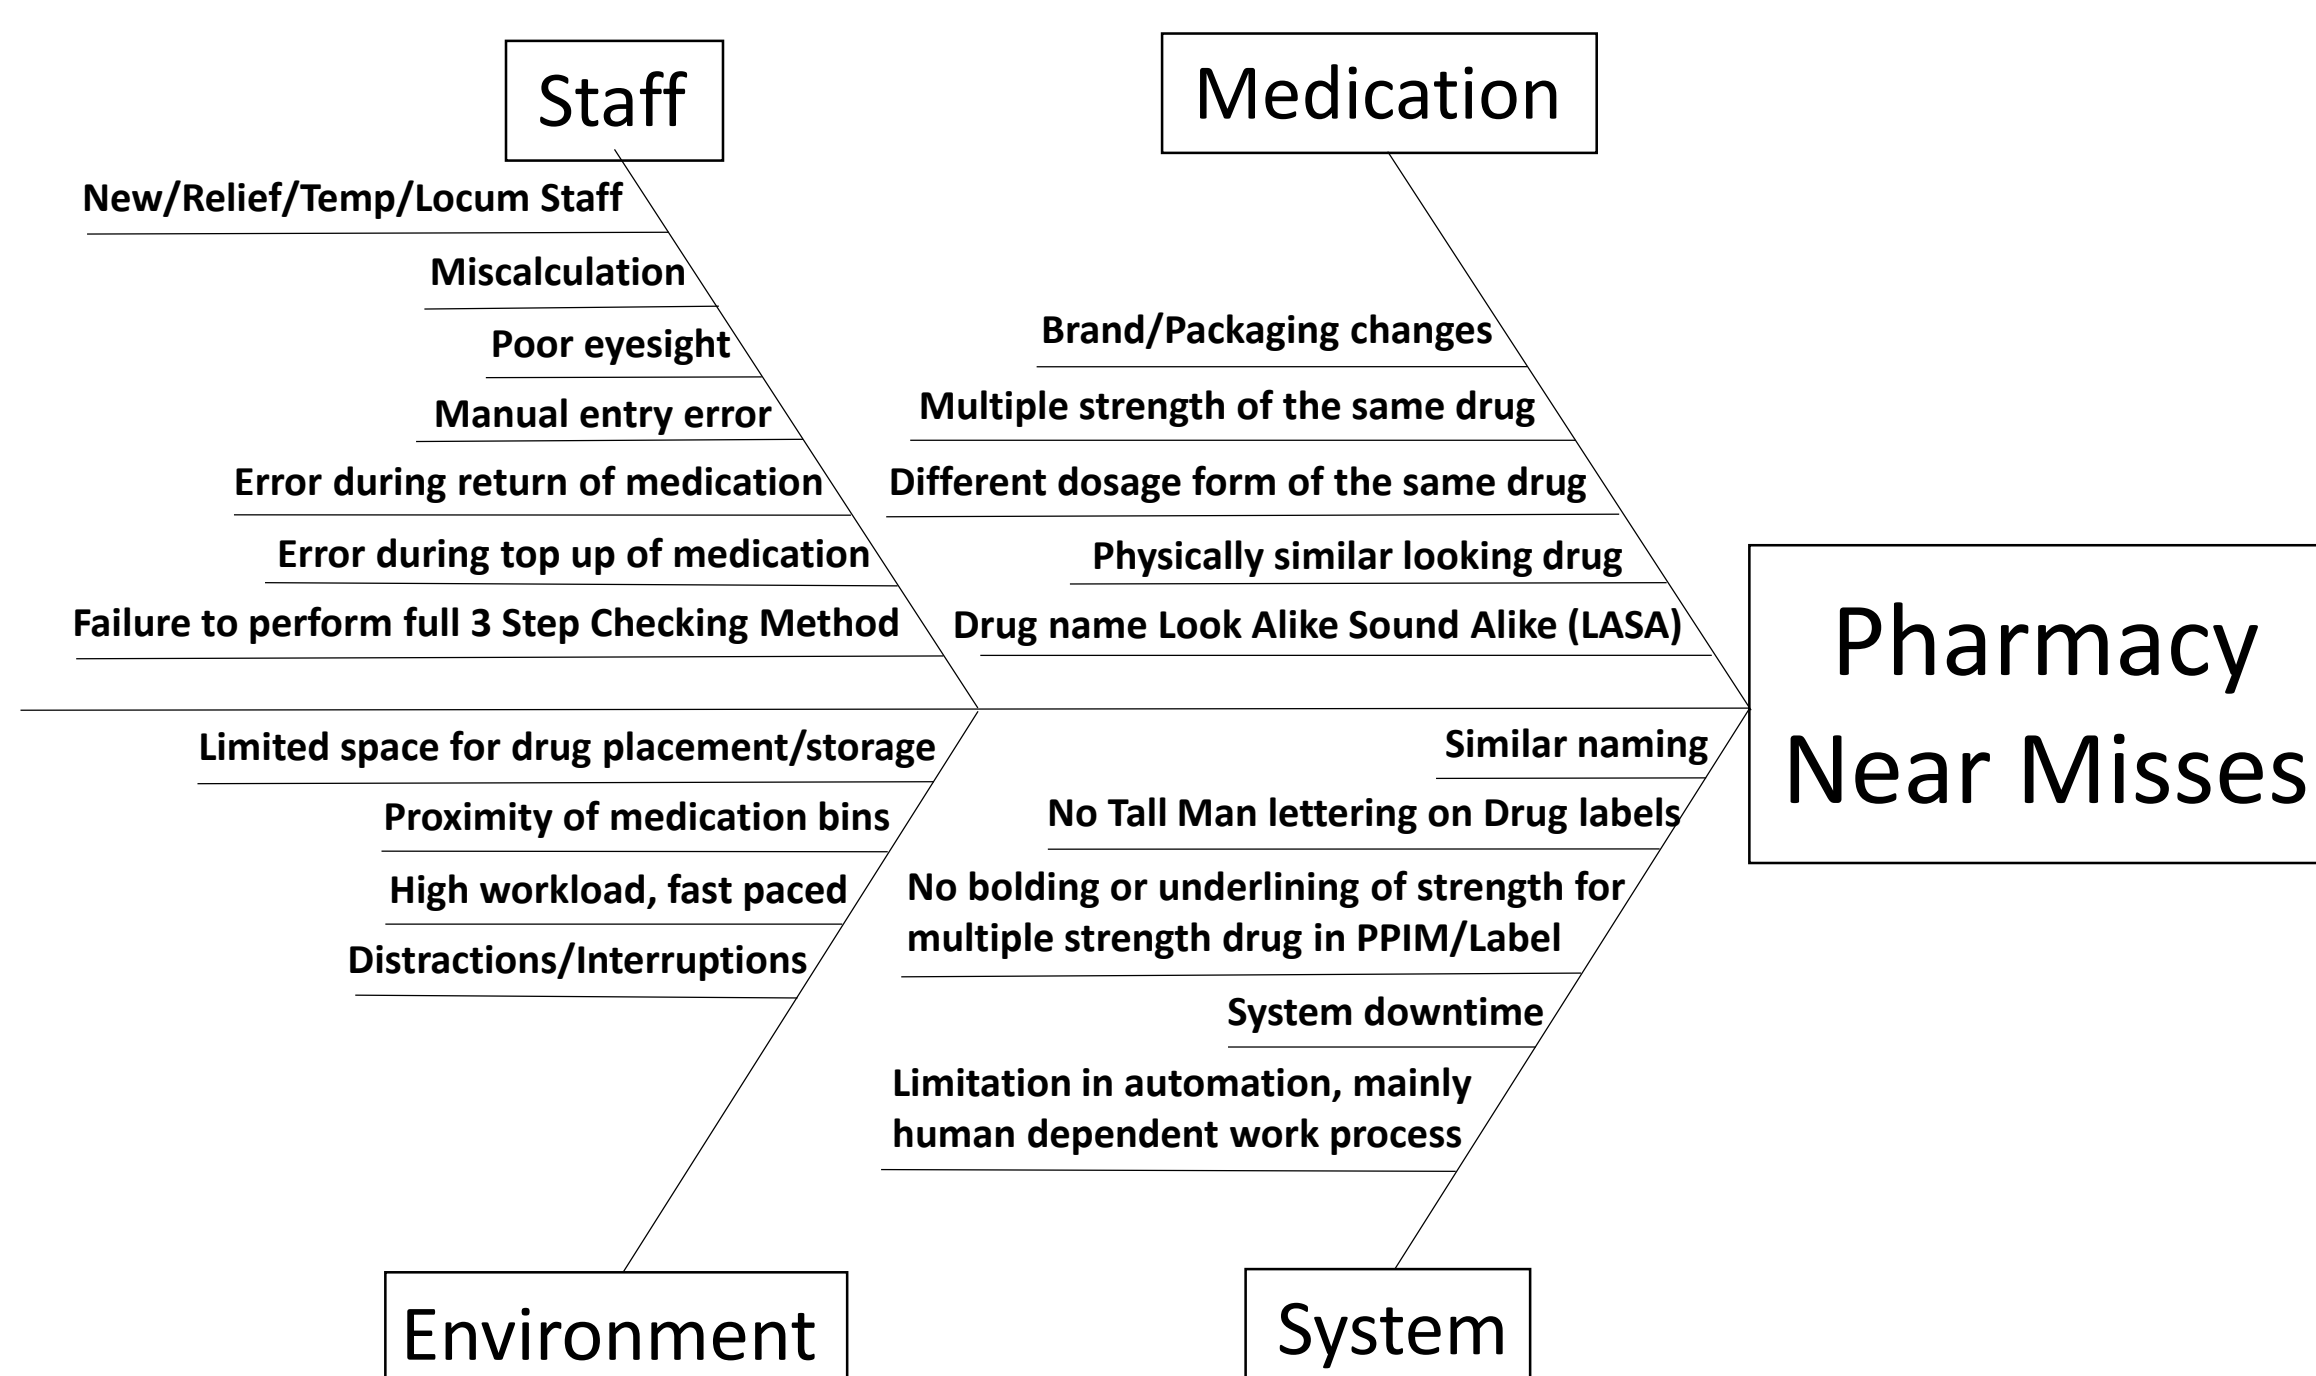 Staff
New/Relief/Temp/Locum Staff
Miscalculation
Poor eyesight
Manual entry error
Error during return of medication
Error during top up of medication
Failure to perform full 3 Step Checking Method
Medication
Brand/Packaging changes
Multiple strength of the same drug
Different dosage form of the same drug
Physically similar looking drug
Drug name Look Alike Sound Alike (LASA)
Pharmacy
Near Misses
Limited space for drug placement/storage
Proximity of medication bins
High workload, fast paced
Distractions/Interruptions
Environment
Similar naming
No Tall Man lettering on Drug labels
No bolding or underlining of strength for
multiple strength drug in PPIM/Label
System downtime
Limitation in automation, mainly
human dependent work process
System